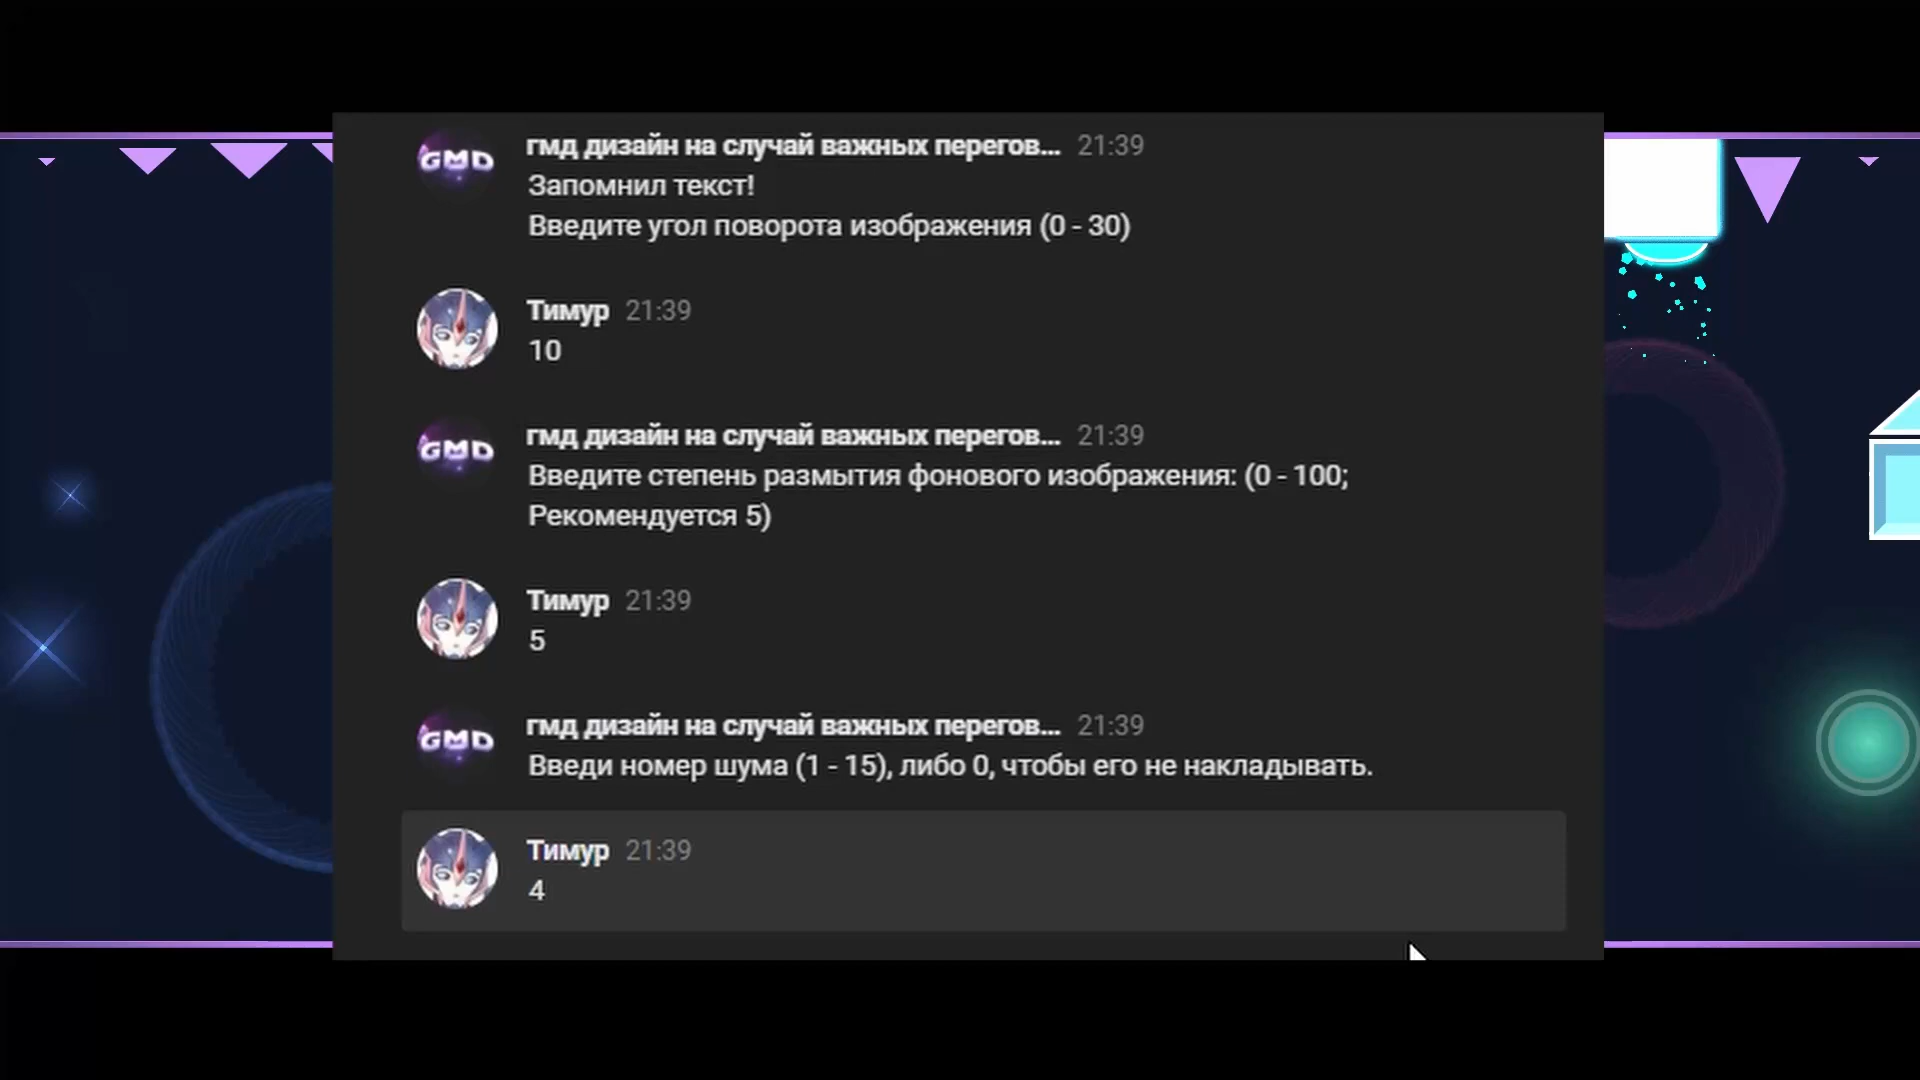 гмд дизайн на случай важных перегов... 21:39
GMD
Запомнил текст!
Введите угол поворота изображения (0 - 30)
Тимур 21:39
10
гмд дизайн на случай важных перегов... 21:39
GMD
Введите степень размытия фонового изображения: (0 - 100;
Рекомендуется 5)
Тимур 21:39
5
гмд дизайн на случай важных перегов... 21:39
GMD
Введи номер шума (1 - 15), либо 0, чтобы его не накладывать.
Тимур 21:39
4